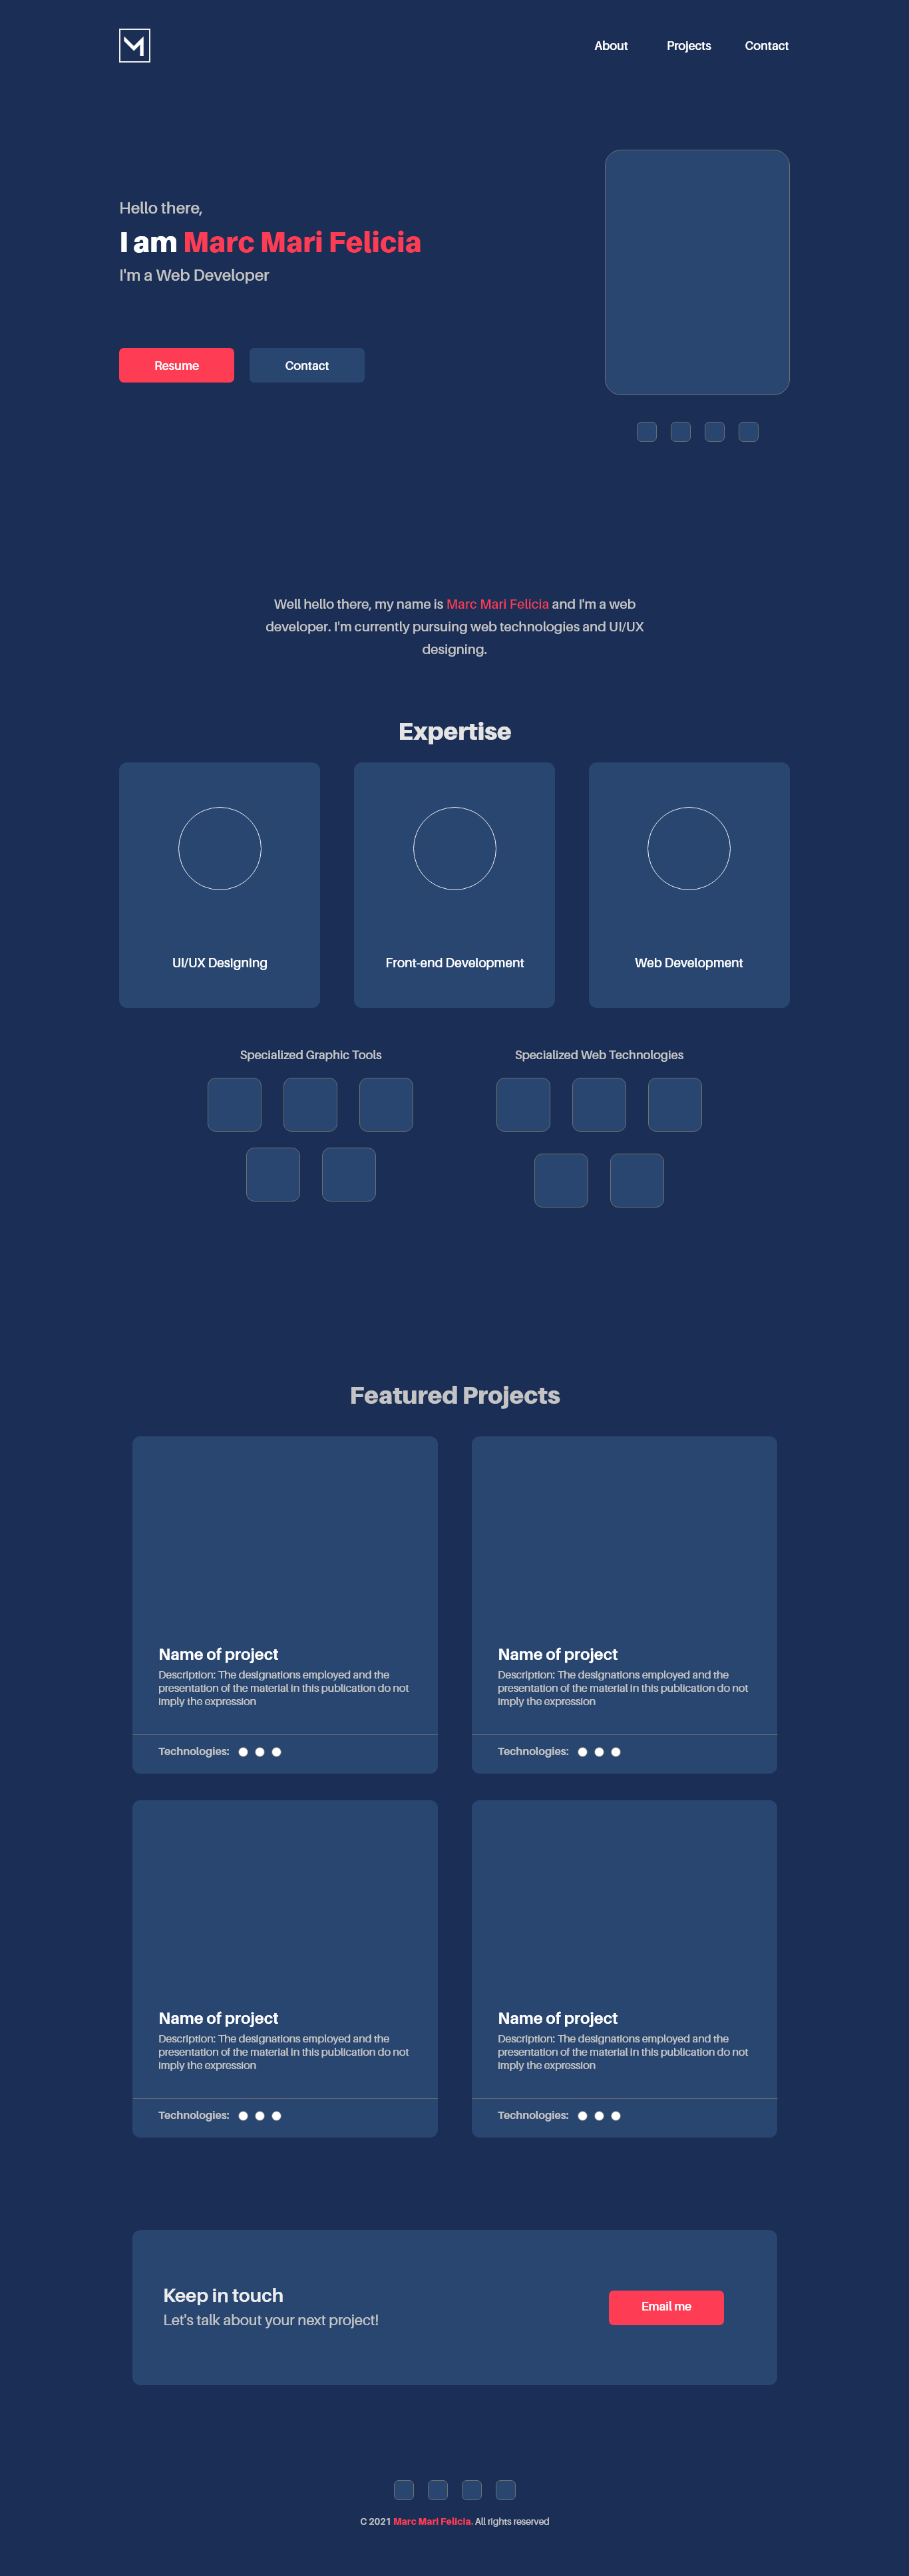 M
About Projects Contact
Hello there,
I am Marc Mari Felicia
I'm a Web Developer
Resume Contact
Well hello there, my name is Marc Mari Felicia and I'm a web
developer. I'm currently pursuing web technologies and UI/UX
designing.
Expertise
UI/UX Designing
Front-end Development
Web Development
Specialized Graphic Tools
Specialized Web Technologies
Featured Projects
Name of project
Description: The designations employed and the
presentation of the material in this publication do not
imply the expression
Technologies:
Name of project
Description: The designations employed and the
presentation of the material in this publication do not
imply the expression
Technologies:
Name of project
Description: The designations employed and the
presentation of the material in this publication do not
imply the expression
Technologies:
Name of project
Description: The designations employed and the
presentation of the material in this publication do not
imply the expression
Technologies:
Keep in touch
Let's talk about your next project!
Email me
C 2021 Marc Mari Felicia. All rights reserved